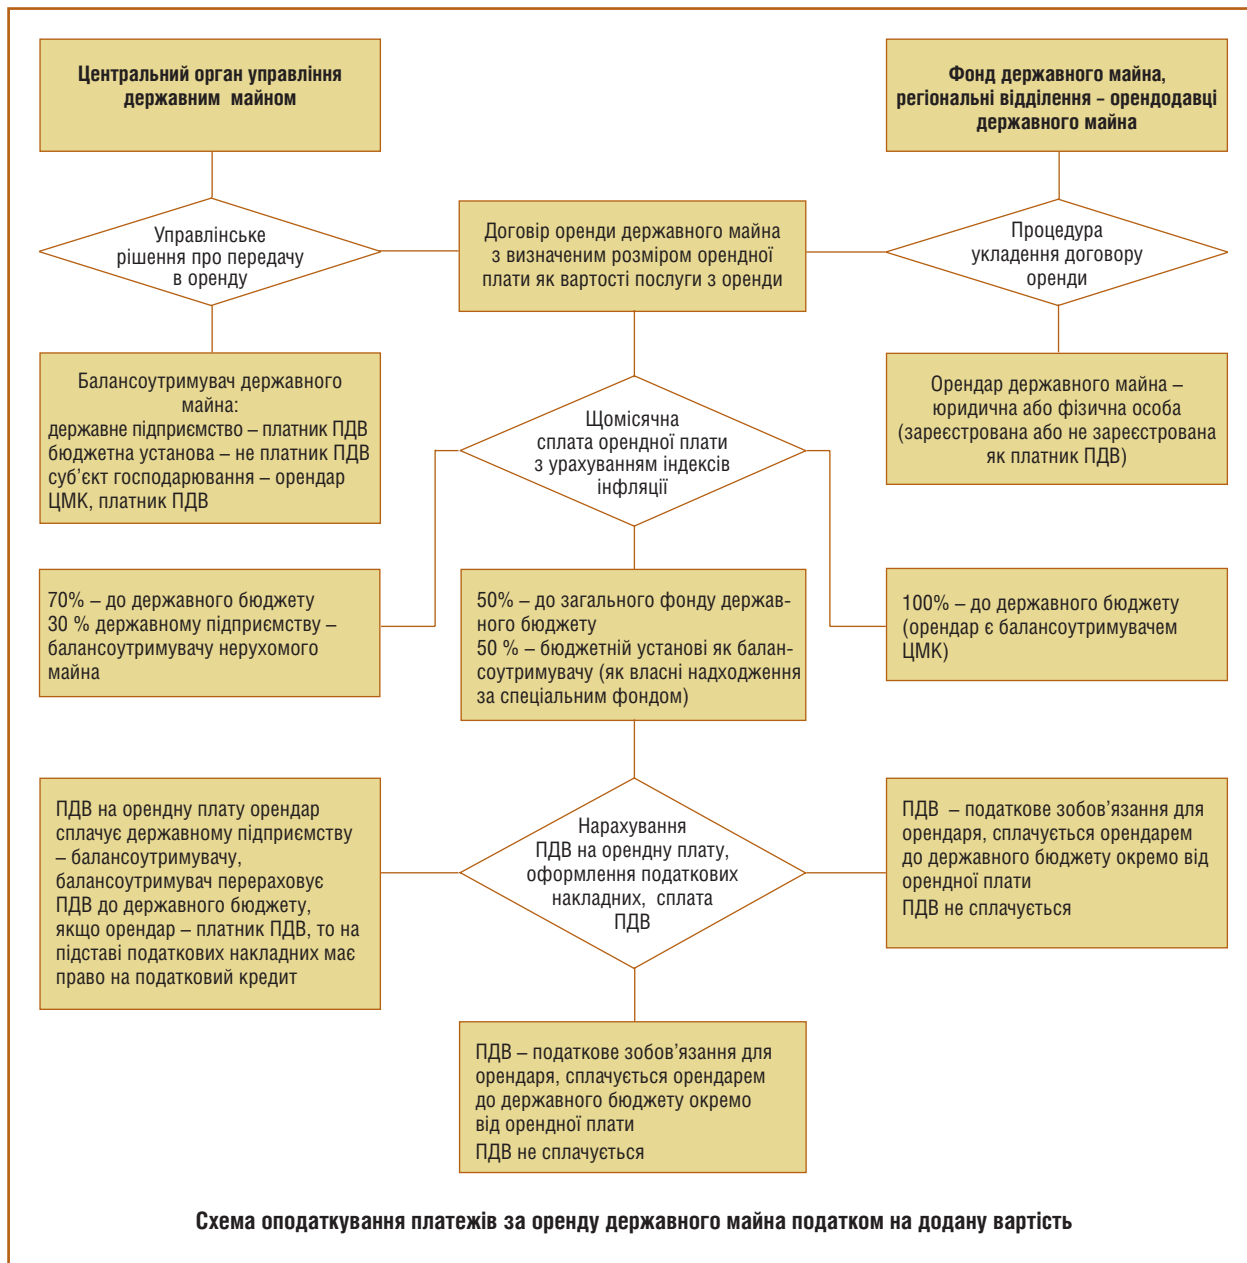 Центральний орган управління
державним майном
Фонд державного майна,
регіональні відділення – орендодавці
державного майна
Управлінське
рішення про передачу
в оренду
Договір оренди державного майна
з визначеним розміром орендної
плати як вартості послуги з оренди
Процедура
укладення договору
оренди
Балансоутримувач державного
майна:
державне підприємство – платник ПДВ
бюджетна установа – не платник ПДВ
суб’єкт господарювання – орендар
ЦМК, платник ПДВ
Щомісячна
сплата орендної плати
з урахуванням індексів
інфляції
Орендар державного майна –
юридична або фізична особа
(зареєстрована або не зареєстрована
як платник ПДВ)
70% – до державного бюджету
30 % державному підприємству –
балансоутримувачу нерухомого
майна
50% – до загального фонду держав-
ного бюджету
50 % – бюджетній установі як балан-
соутримувачу (як власні надходження
за спеціальним фондом)
100% – до державного бюджету
(орендар є балансоутримувачем
ЦМК)
ПДВ на орендну плату орендар
сплачує державному підприємству
– балансоутримувачу,
балансоутримувач перераховує
ПДВ до державного бюджету,
якщо орендар – платник ПДВ, то на
підставі податкових накладних має
право на податковий кредит
Нарахування
ПДВ на орендну плату,
оформлення податкових
накладних, сплата
ПДВ
ПДВ – податкове зобов’язання для
орендаря, сплачується орендарем
до державного бюджету окремо від
орендної плати
ПДВ не сплачується
ПДВ – податкове зобов’язання для
орендаря, сплачується орендарем
до державного бюджету окремо
від орендної плати
ПДВ не сплачується
Схема оподаткування платежів за оренду державного майна податком на додану вартість